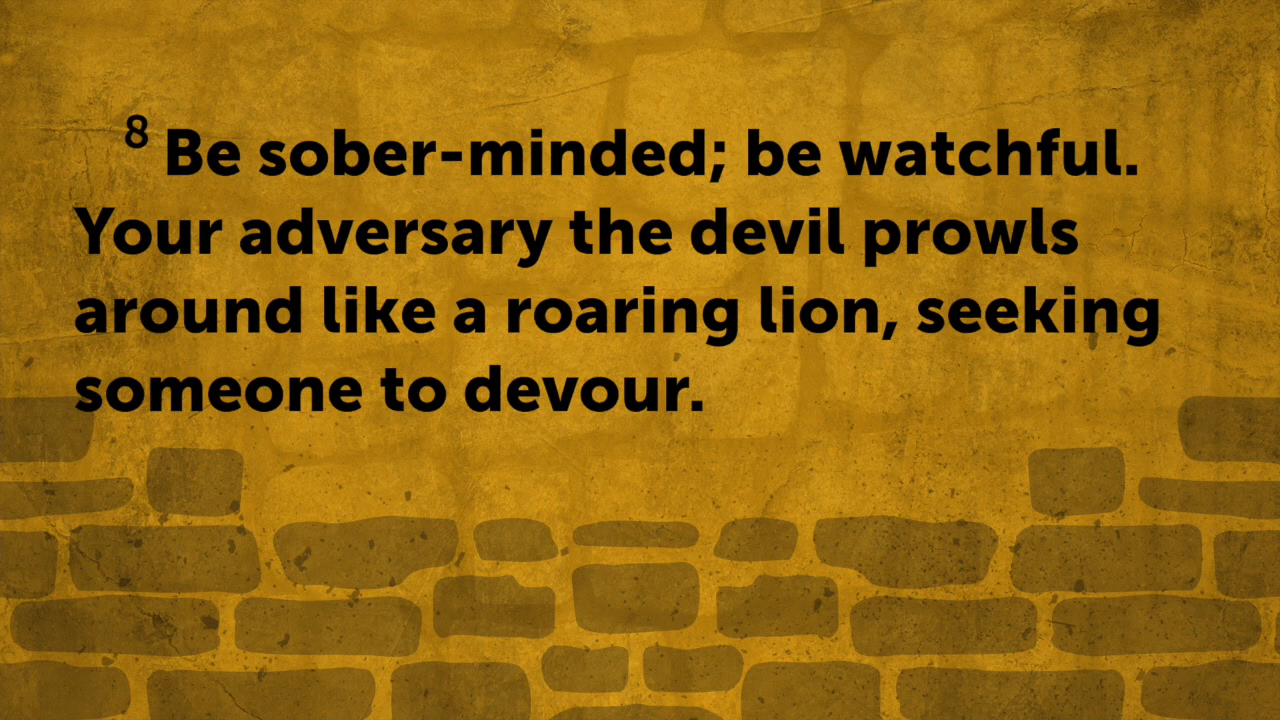 8 Be sober-minded; be watchful.
Your adversary the devil prowls
around like a roaring lion, seeking
someone to devour.